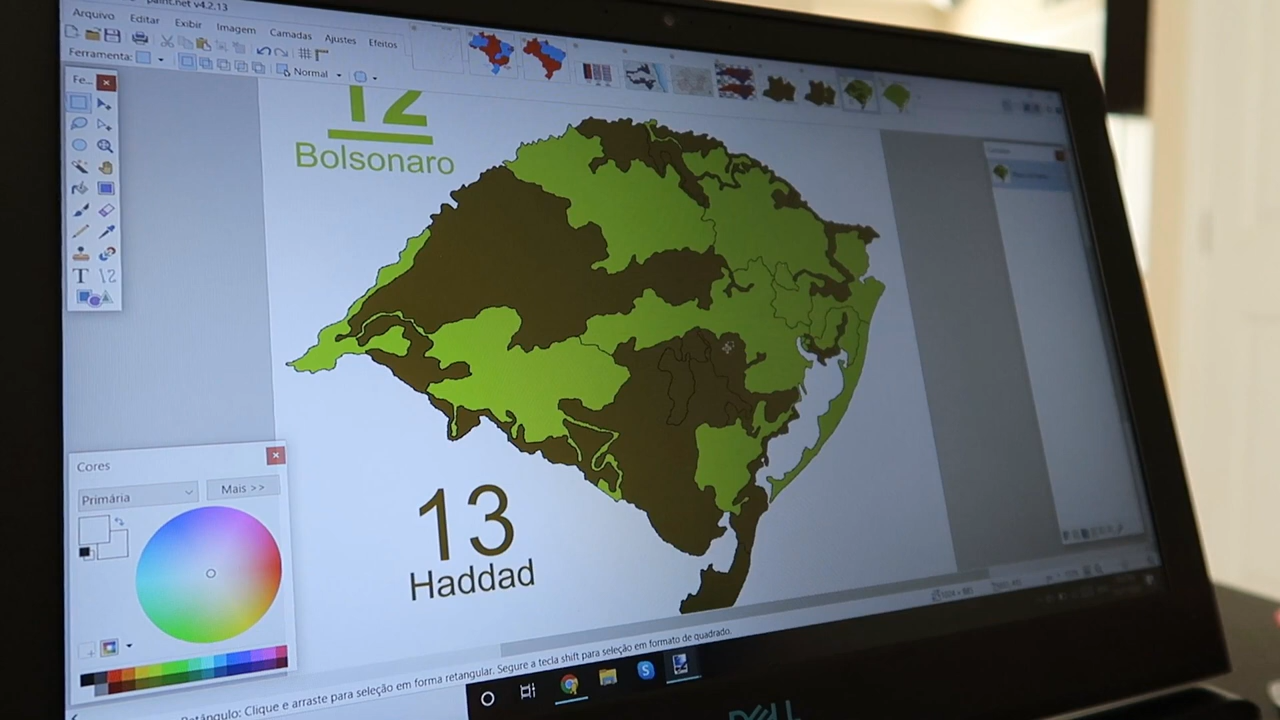 paint.net v4.2.13
Arquivo Editar Exibir Imagem Camadas Ajustes Efeitos
Ferramenta: Normal
Fe...
12
Bolsonaro
13
Haddad
Cores
Primária Mais >>
Retângulo: Clique e arraste para seleção em forma retangular. Segure a tecla shift para seleção em formato de quadrado.
DELL